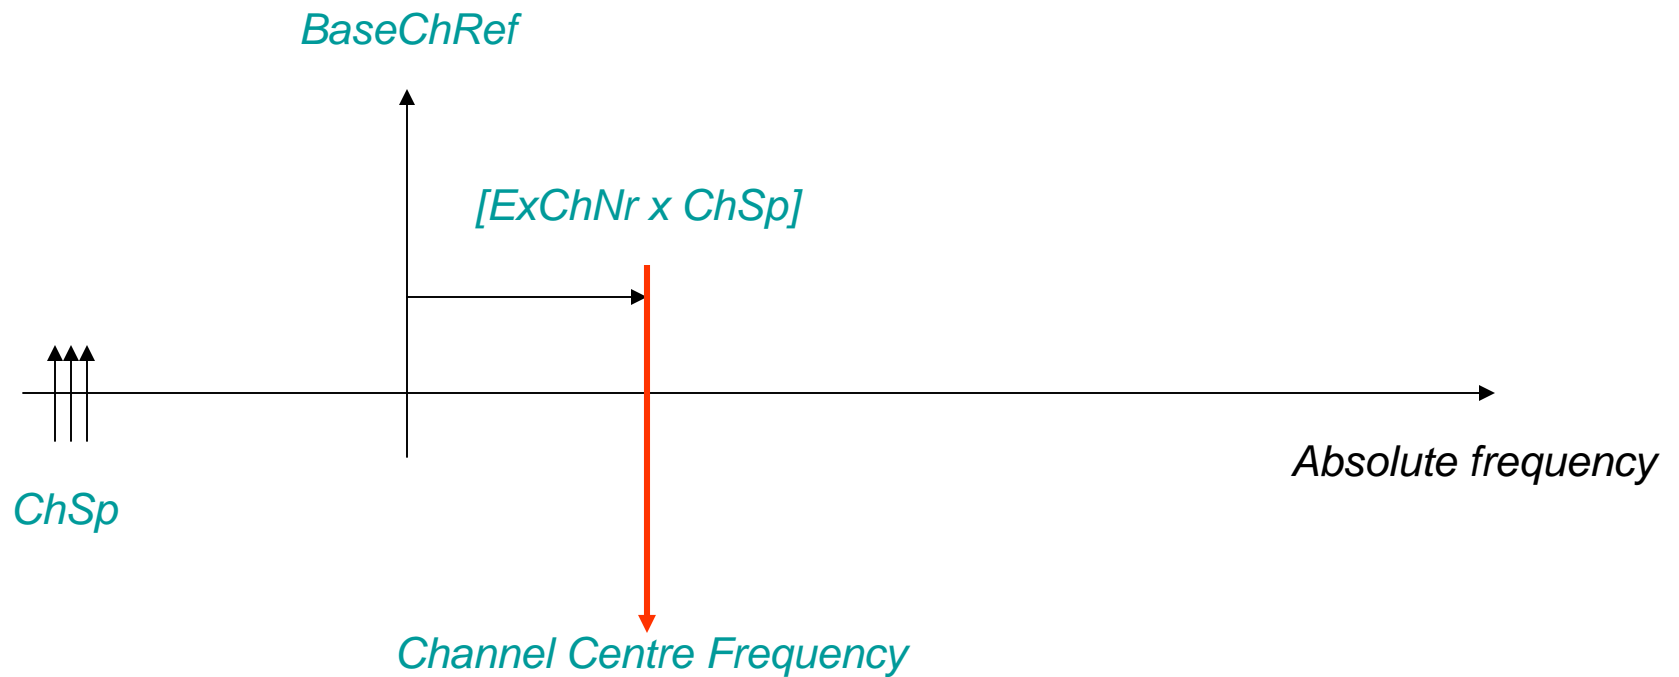 BaseChRef
[ExChNr x ChSp]
Absolute frequency
ChSp
Channel Centre Frequency